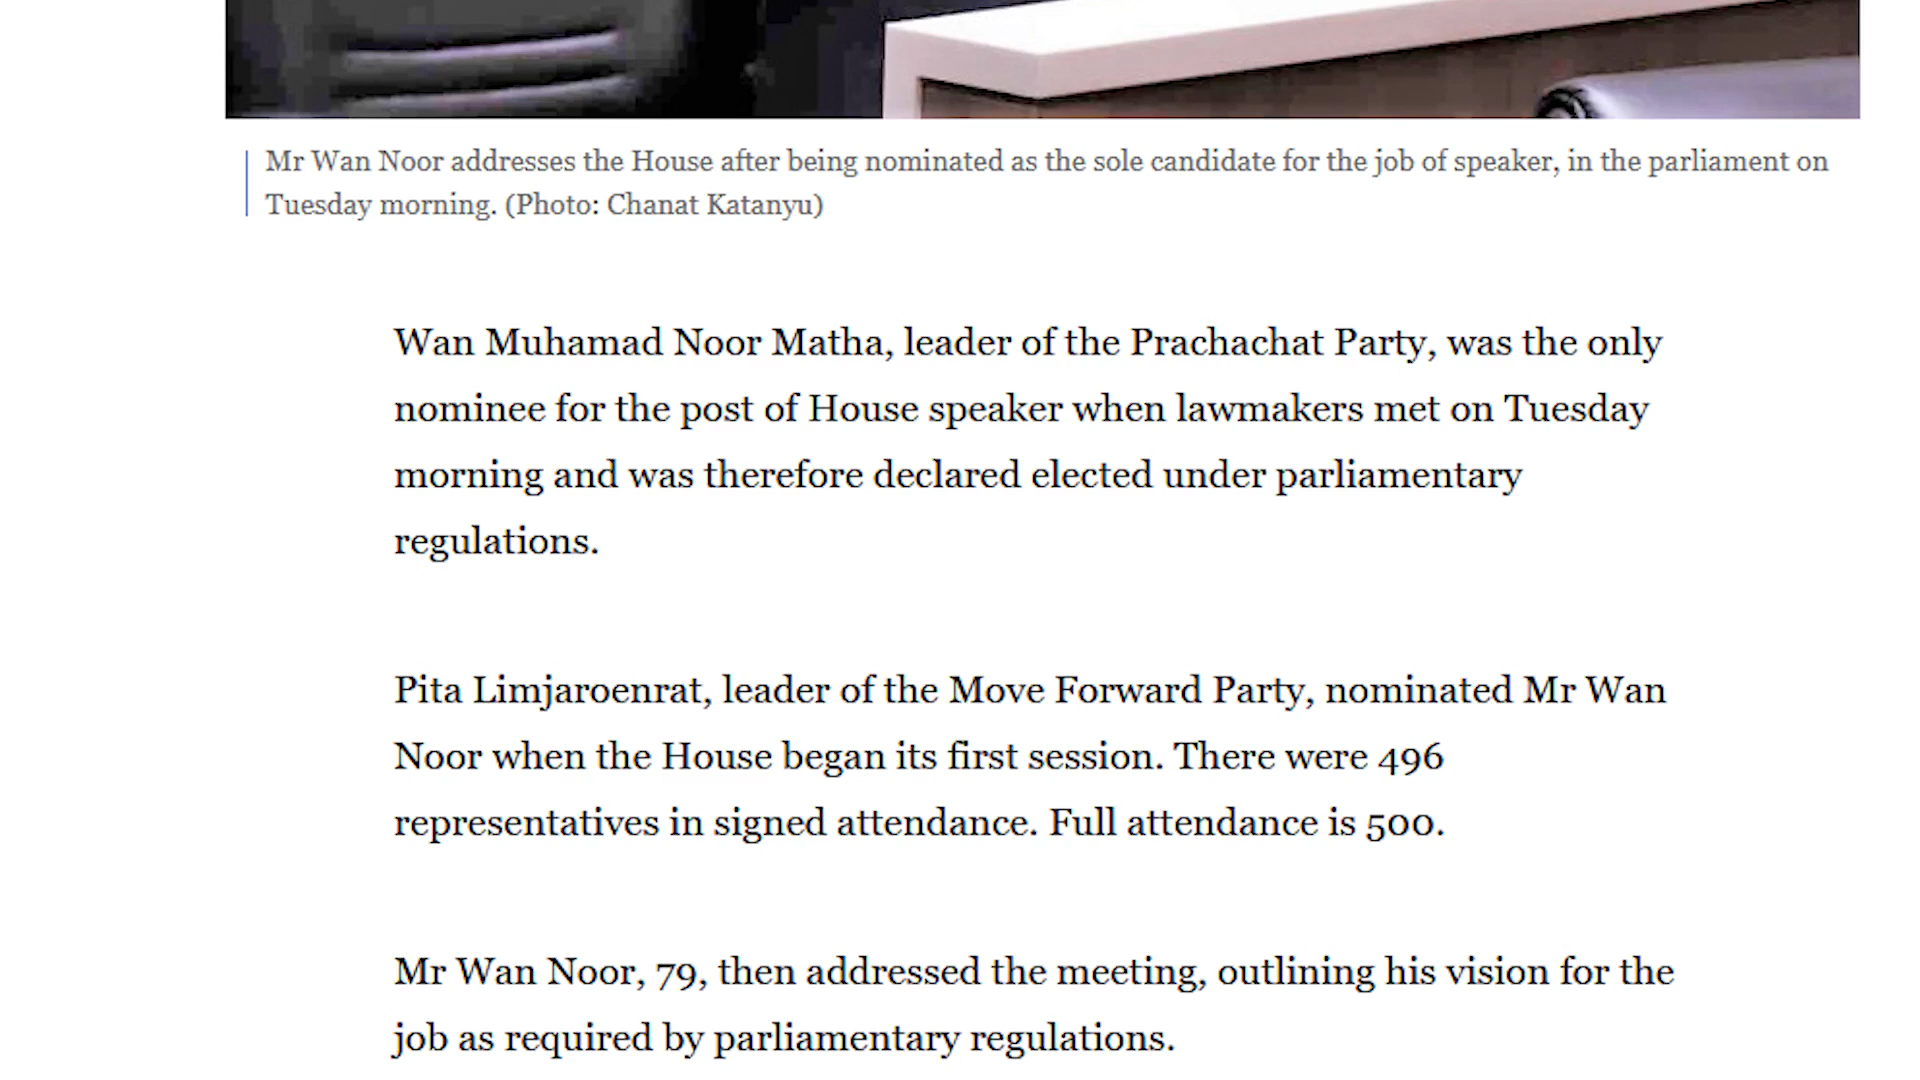 Mr Wan Noor addresses the House after being nominated as the sole candidate for the job of speaker, in the parliament on
Tuesday morning. (Photo: Chanat Katanyu)
Wan Muhamad Noor Matha, leader of the Prachachat Party, was the only
nominee for the post of House speaker when lawmakers met on Tuesday
morning and was therefore declared elected under parliamentary
regulations.
Pita Limjaroenrat, leader of the Move Forward Party, nominated Mr Wan
Noor when the House began its first session. There were 496
representatives in signed attendance. Full attendance is 500.
Mr Wan Noor, 79, then addressed the meeting, outlining his vision for the
job as required by parliamentary regulations.